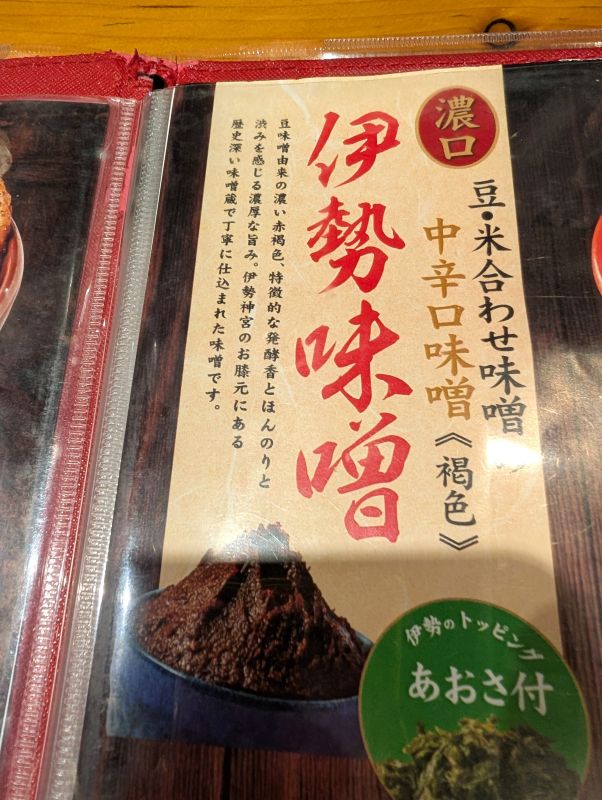 濃口
豆・米合わせ味噌
中辛口味噌《褐色》
伊勢味噌
豆味噌由来の濃い赤褐色、特徴的な発酵香とほんのりと
渋みを感じる濃厚な旨み。伊勢神宮のお膝元にある
歴史深い味噌蔵で丁寧に仕込まれた味噌です。
伊勢のトッピング
あおさ付